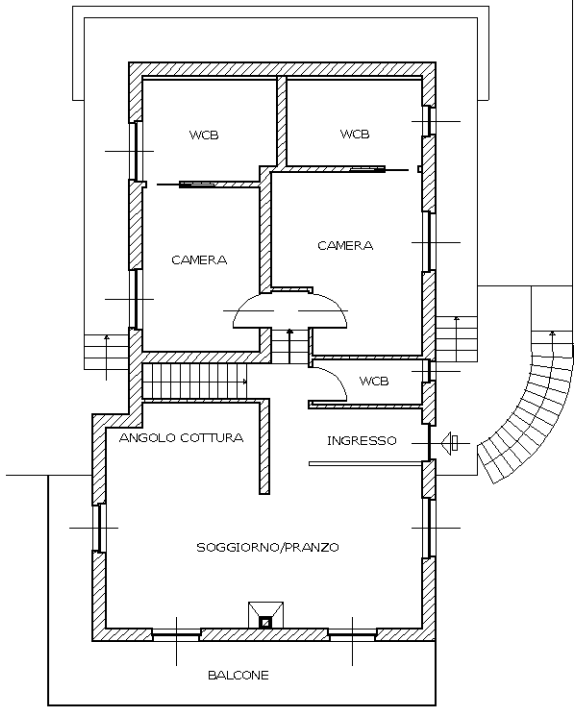 WCB
WCB
CAMERA
CAMERA
WCB
ANGOLO COTTURA
INGRESSO
SOGGIORNO/PRANZO
BALCONE